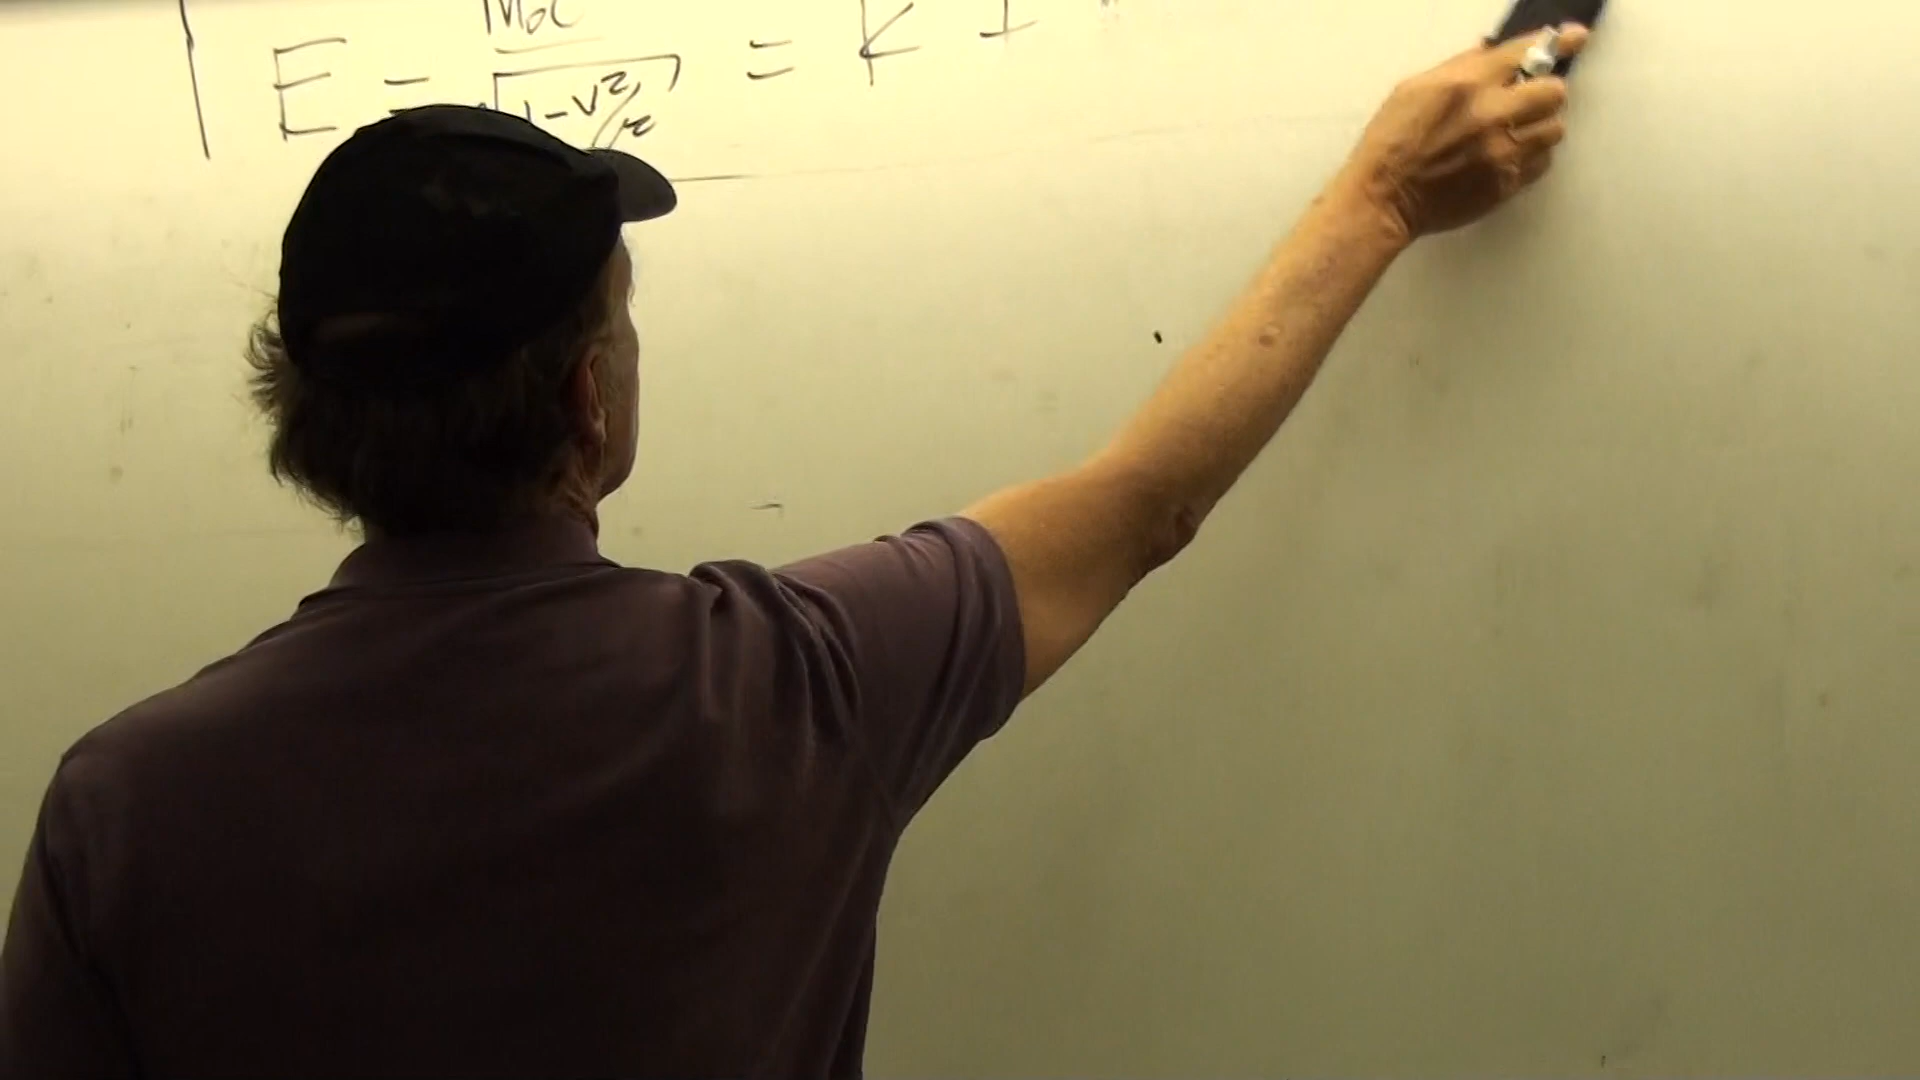 E = M₀C / √1-V²/c² = K +